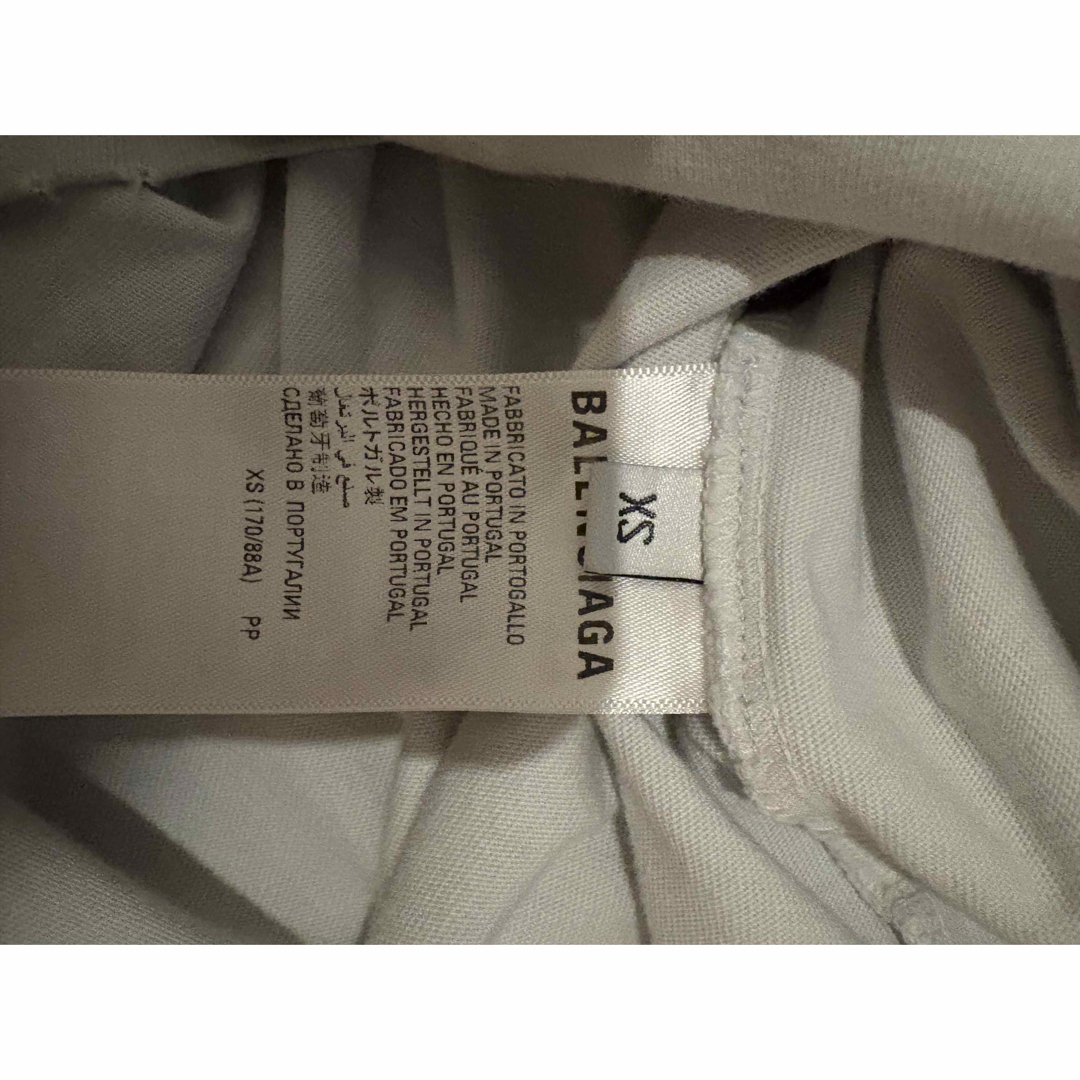 BALENCIAGA
XS
FABBRICATO IN PORTOGALLO
MADE IN PORTUGAL
FABRIQUÉ AU PORTUGAL
HECHO EN PORTUGAL
HERGESTELLT IN PORTUGAL
FABRICADO EM PORTUGAL
ポルトガル製
صنع في البرتغال
葡萄牙制造
СДЕЛАНО В ПОРТУГАЛИИ
XS (170/88A) PP